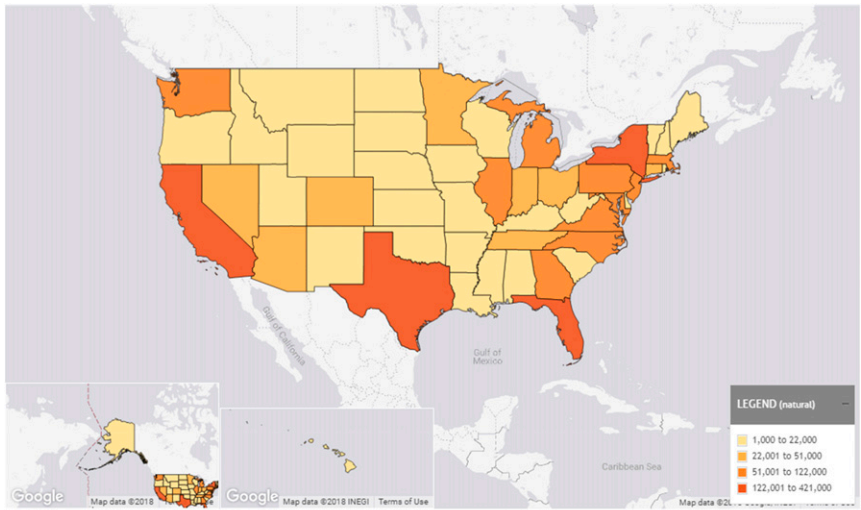 Gulf of California
Gulf of
Mexico
Caribbean Sea
LEGEND (natural)
1,000 to 22,000
22,001 to 51,000
51,001 to 122,000
122,001 to 421,000
Google
Map data ©2018
Google
Map data ©2018 INEGI
Terms of Use
Map data